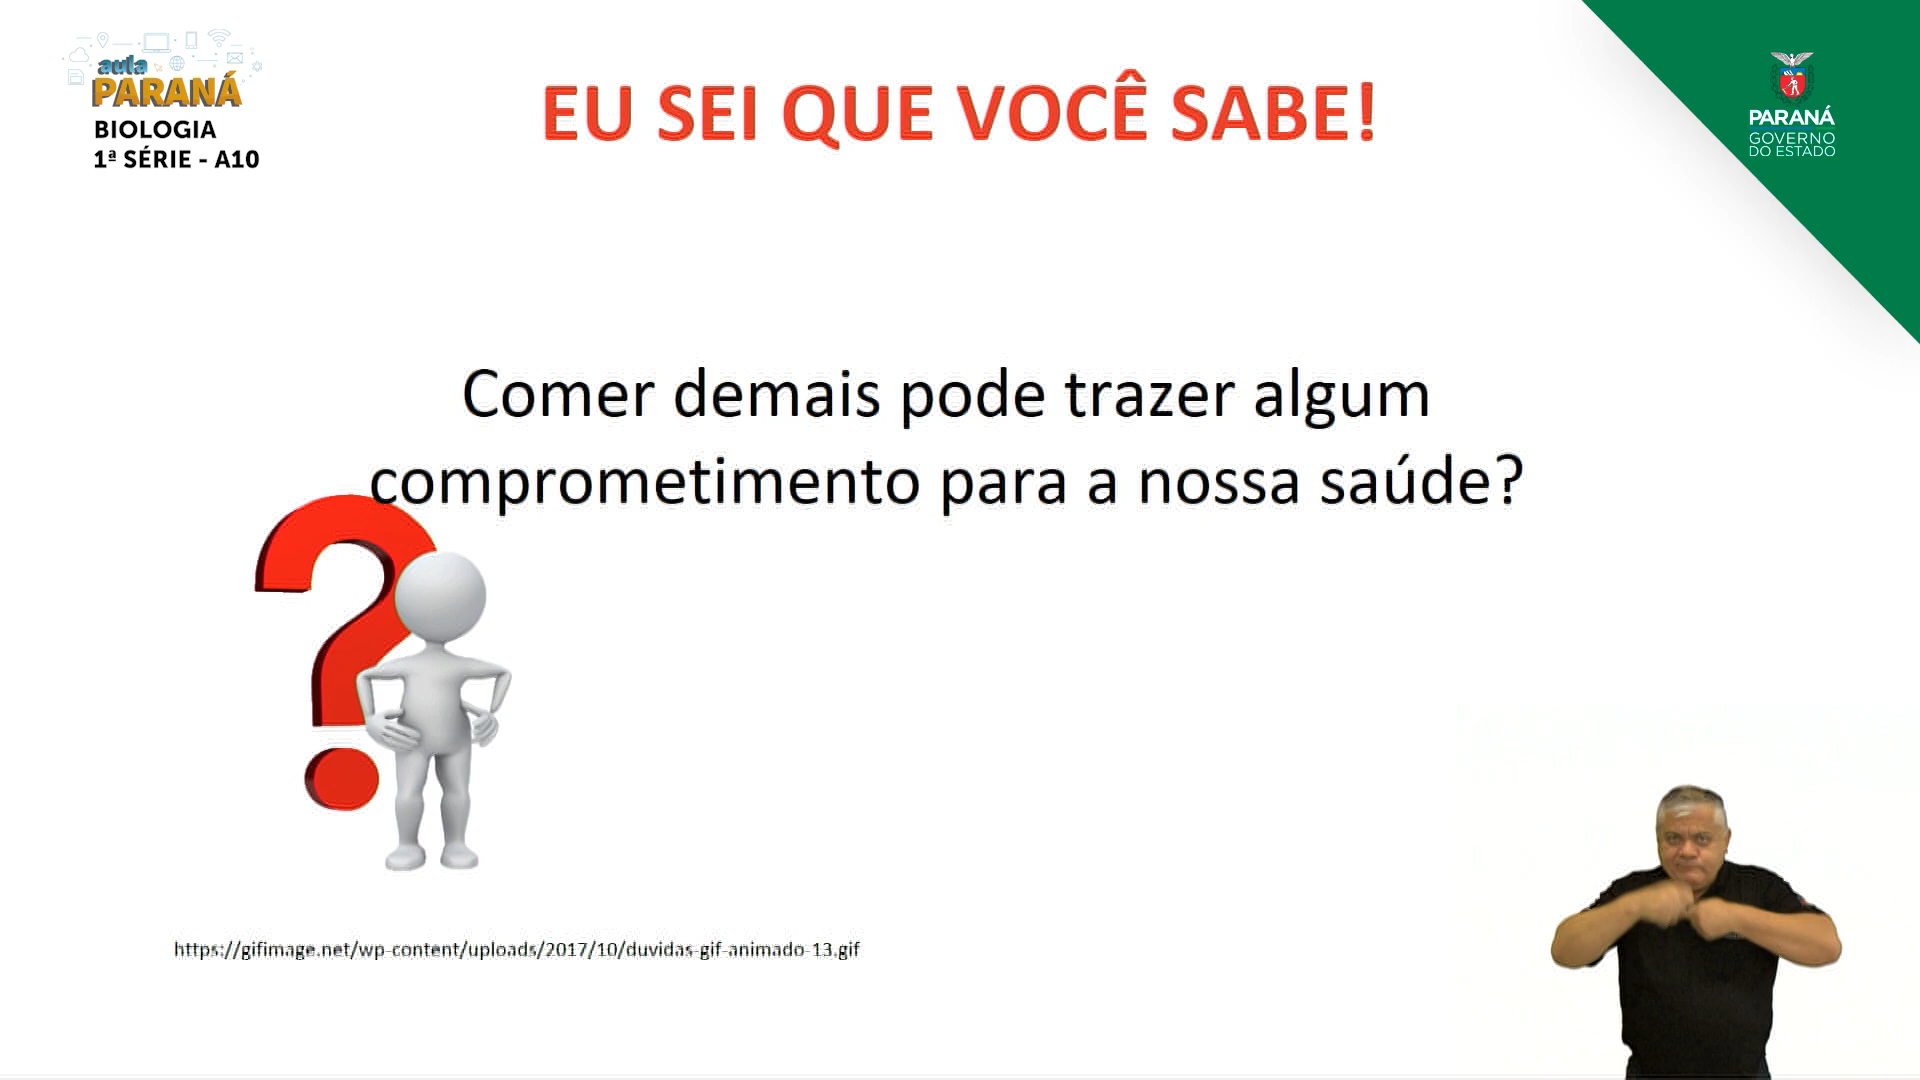 aula
PARANÁ
BIOLOGIA
1ª SÉRIE - A10
EU SEI QUE VOCÊ SABE!
PARANÁ
GOVERNO
DO ESTADO
Comer demais pode trazer algum
comprometimento para a nossa saúde?
https://gifimage.net/wp-content/uploads/2017/10/duvidas-gif-animado-13.gif